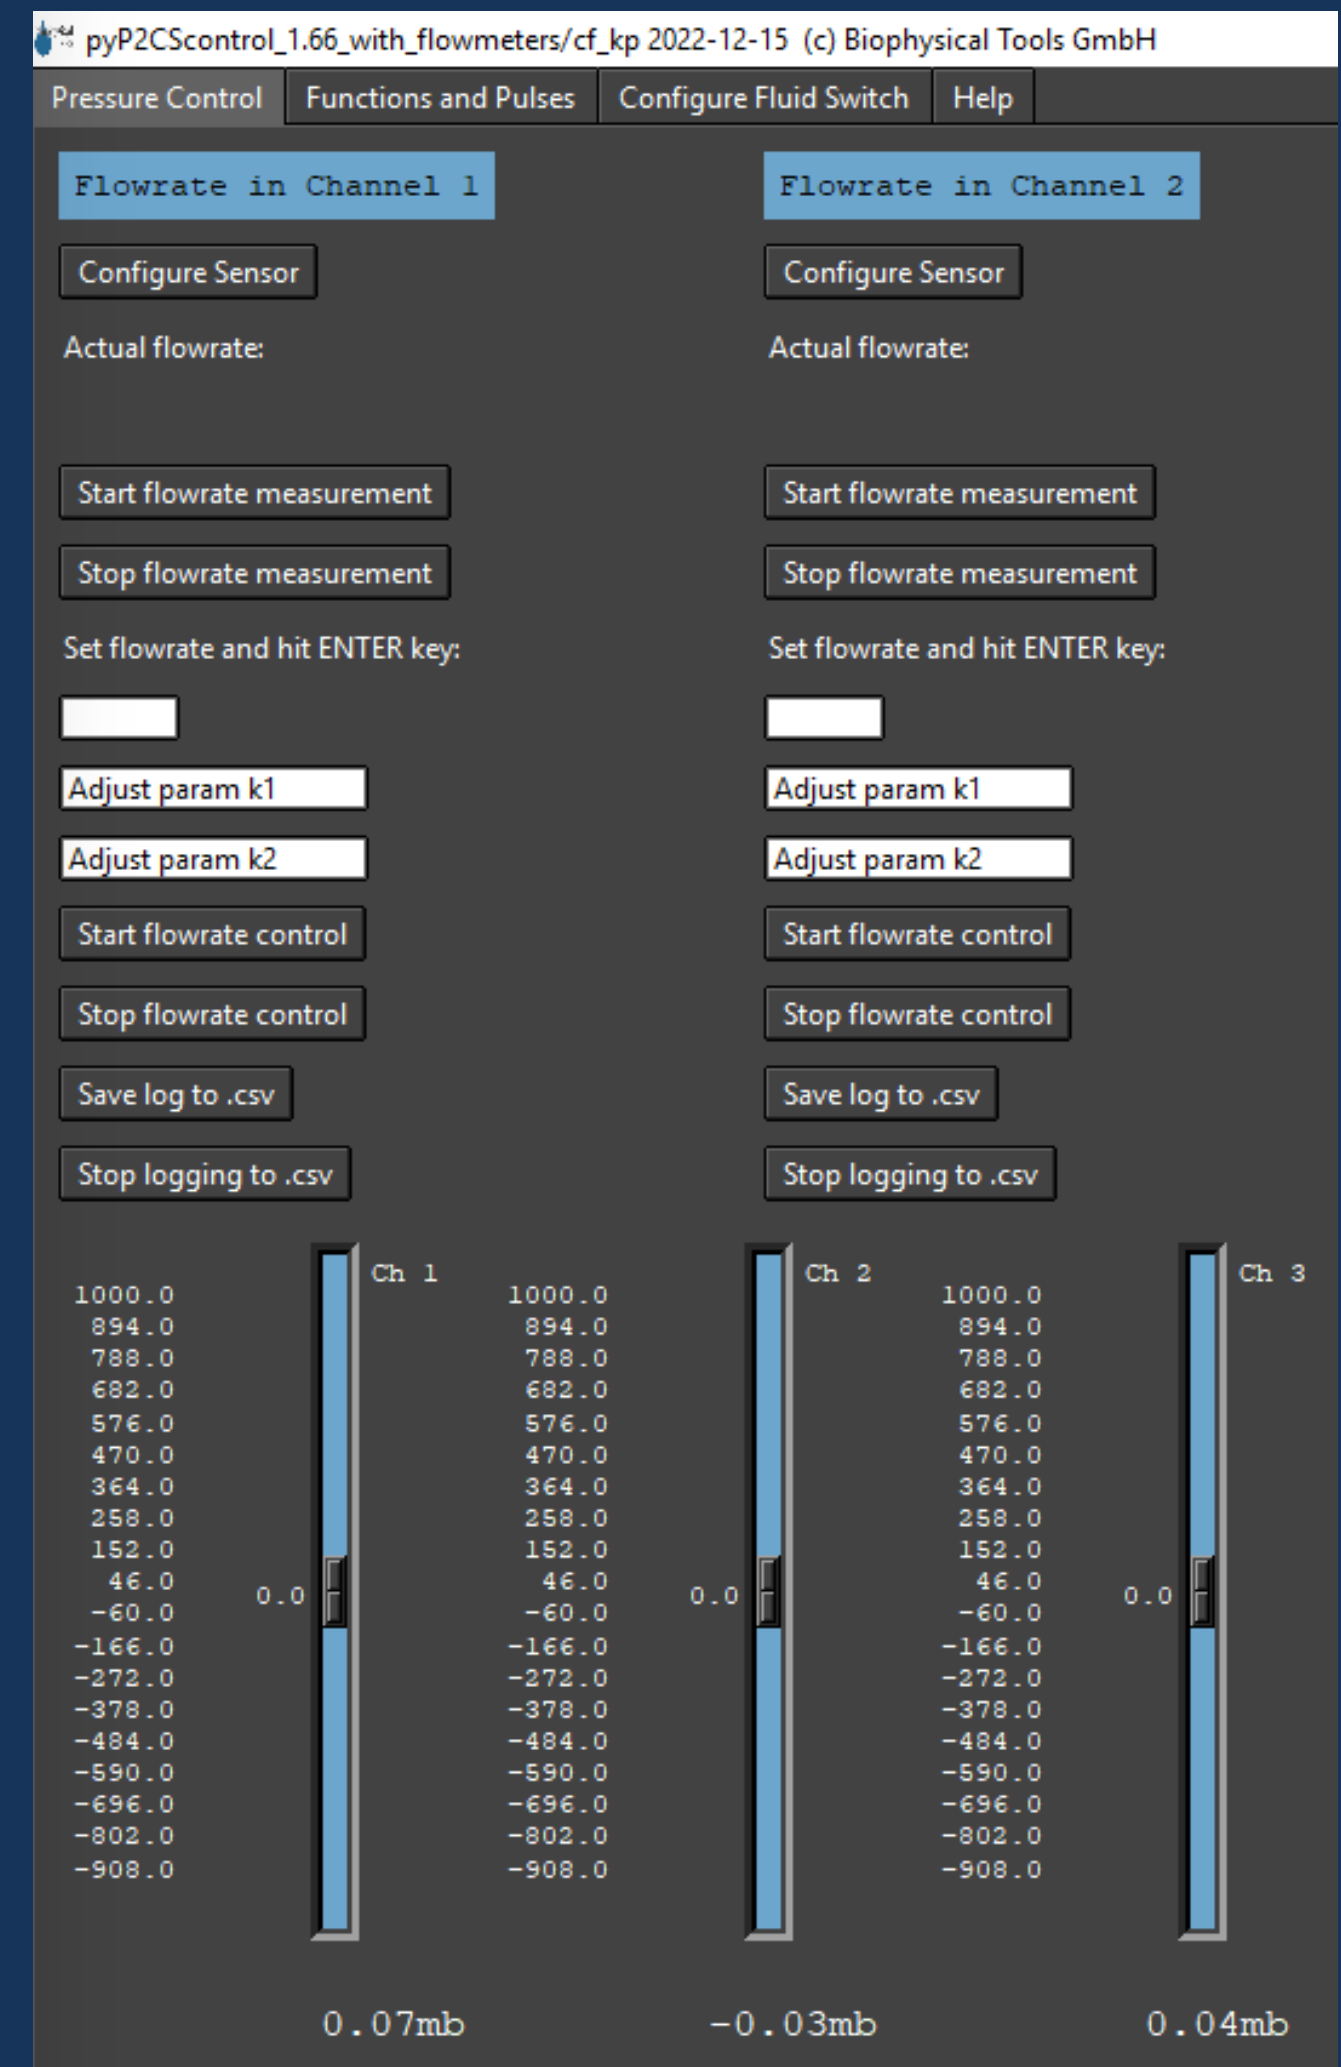 pyP2CScontrol_1.66_with_flowmeters/cf_kp 2022-12-15 (c) Biophysical Tools GmbH
Pressure Control Functions and Pulses Configure Fluid Switch Help
Flowrate in Channel 1
Configure Sensor
Actual flowrate:
Start flowrate measurement
Stop flowrate measurement
Set flowrate and hit ENTER key:
Adjust param k1
Adjust param k2
Start flowrate control
Stop flowrate control
Save log to .csv
Stop logging to .csv
Flowrate in Channel 2
Configure Sensor
Actual flowrate:
Start flowrate measurement
Stop flowrate measurement
Set flowrate and hit ENTER key:
Adjust param k1
Adjust param k2
Start flowrate control
Stop flowrate control
Save log to .csv
Stop logging to .csv
Ch 1
1000.0
894.0
788.0
682.0
576.0
470.0
364.0
258.0
152.0
46.0
0.0
-60.0
-166.0
-272.0
-378.0
-484.0
-590.0
-696.0
-802.0
-908.0
0.07mb
Ch 2
1000.0
894.0
788.0
682.0
576.0
470.0
364.0
258.0
152.0
46.0
0.0
-60.0
-166.0
-272.0
-378.0
-484.0
-590.0
-696.0
-802.0
-908.0
-0.03mb
Ch 3
1000.0
894.0
788.0
682.0
576.0
470.0
364.0
258.0
152.0
46.0
0.0
-60.0
-166.0
-272.0
-378.0
-484.0
-590.0
-696.0
-802.0
-908.0
0.04mb